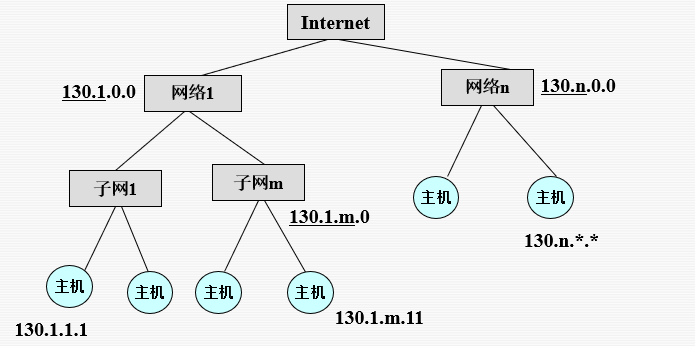 Internet
130.1.0.0
网络1
网络n
130.n.0.0
子网1
子网m
130.1.m.0
主机
主机
130.n.*.*
主机
主机
主机
主机
130.1.1.1
130.1.m.11